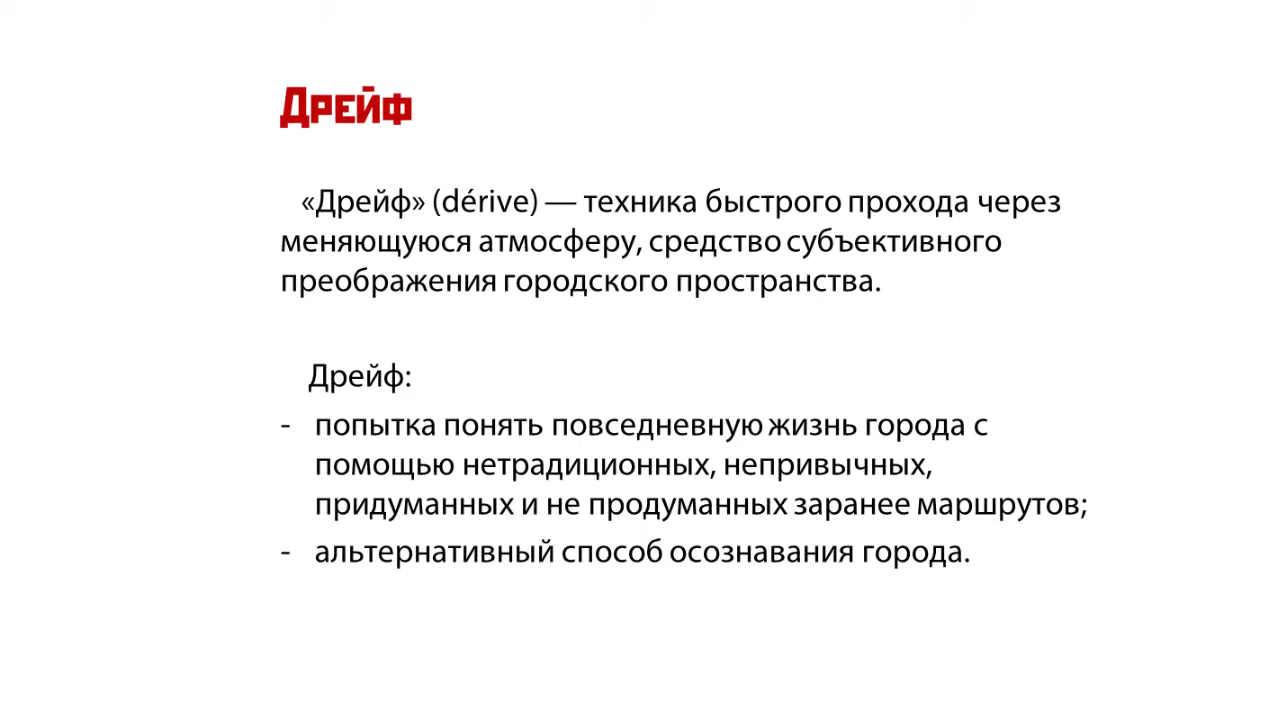 Дрейф
«Дрейф» (dérive) — техника быстрого прохода через
меняющуюся атмосферу, средство субъективного
преображения городского пространства.
Дрейф:
- попытка понять повседневную жизнь города с
помощью нетрадиционных, непривычных,
придуманных и не продуманных заранее маршрутов;
- альтернативный способ осознавания города.